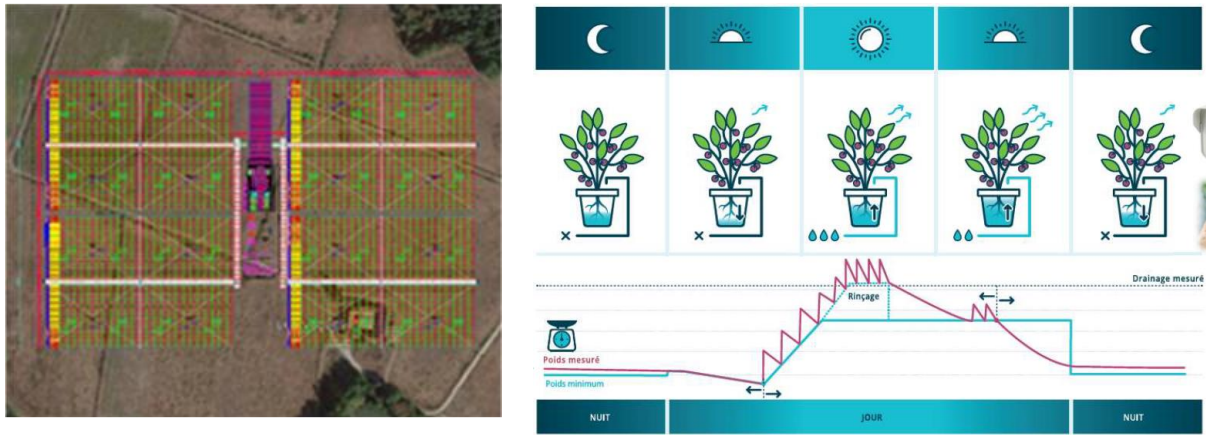 Drainage mesuré
Rinçage
Poids mesuré
Poids minimum
NUIT
JOUR
NUIT